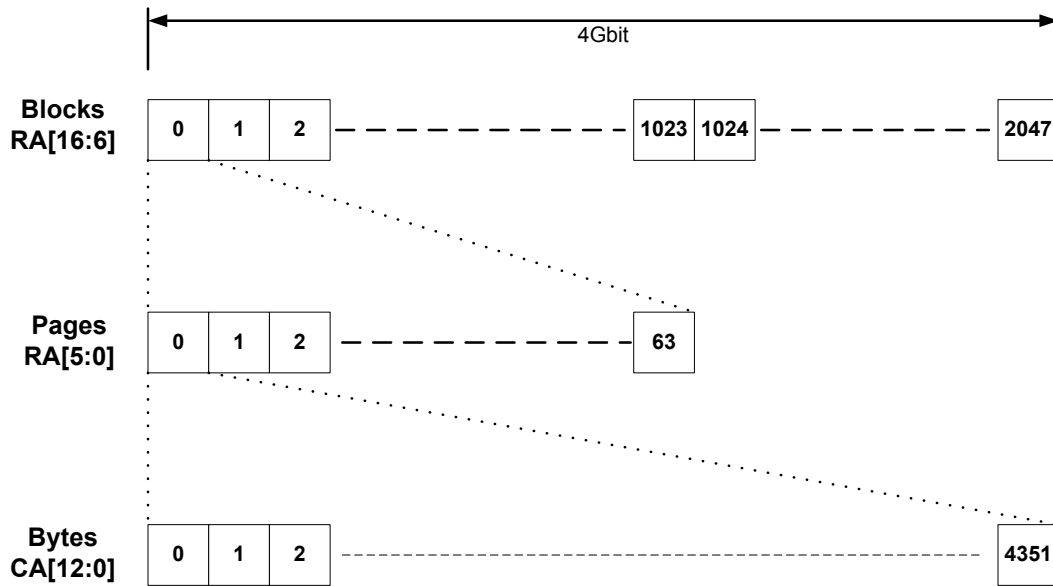 4Gbit
Blocks
RA[16:6]
0 1 2 1023 1024 2047
Pages
RA[5:0]
0 1 2 63
Bytes
CA[12:0]
0 1 2 4351